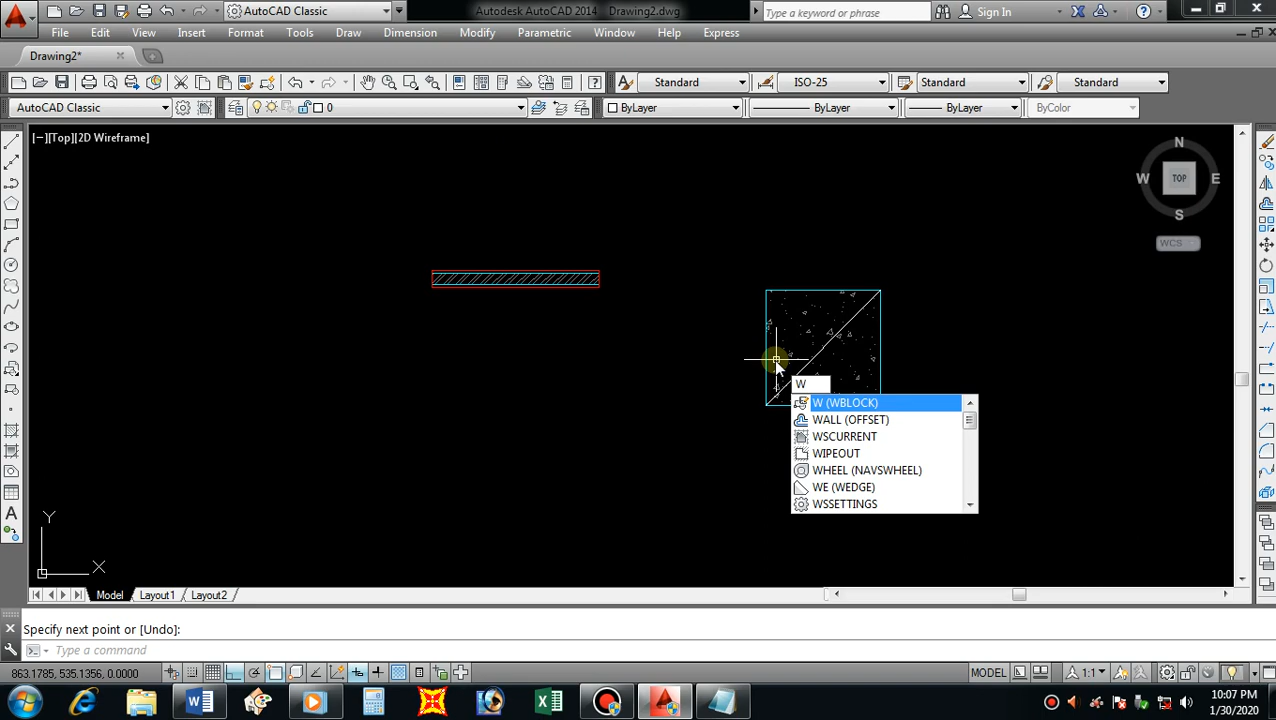 AutoCAD Classic
Autodesk AutoCAD 2014 Drawing2.dwg
Type a keyword or phrase
Sign In
File Edit View Insert Format Tools Draw Dimension Modify Parametric Window Help Express
Drawing2*
Standard ISO-25 Standard Standard
AutoCAD Classic 0 ByLayer ByLayer ByLayer ByColor
[−][Top][2D Wireframe]
N
W TOP E
S
WCS
W
W (WBLOCK)
WALL (OFFSET)
WSCURRENT
WIPEOUT
WHEEL (NAVSWHEEL)
WE (WEDGE)
WSSETTINGS
Y
X
Model Layout1 Layout2
Specify next point or [Undo]:
Type a command
863.1795, 535.1356, 0.0000 MODEL 1:1
10:07 PM
1/30/2020